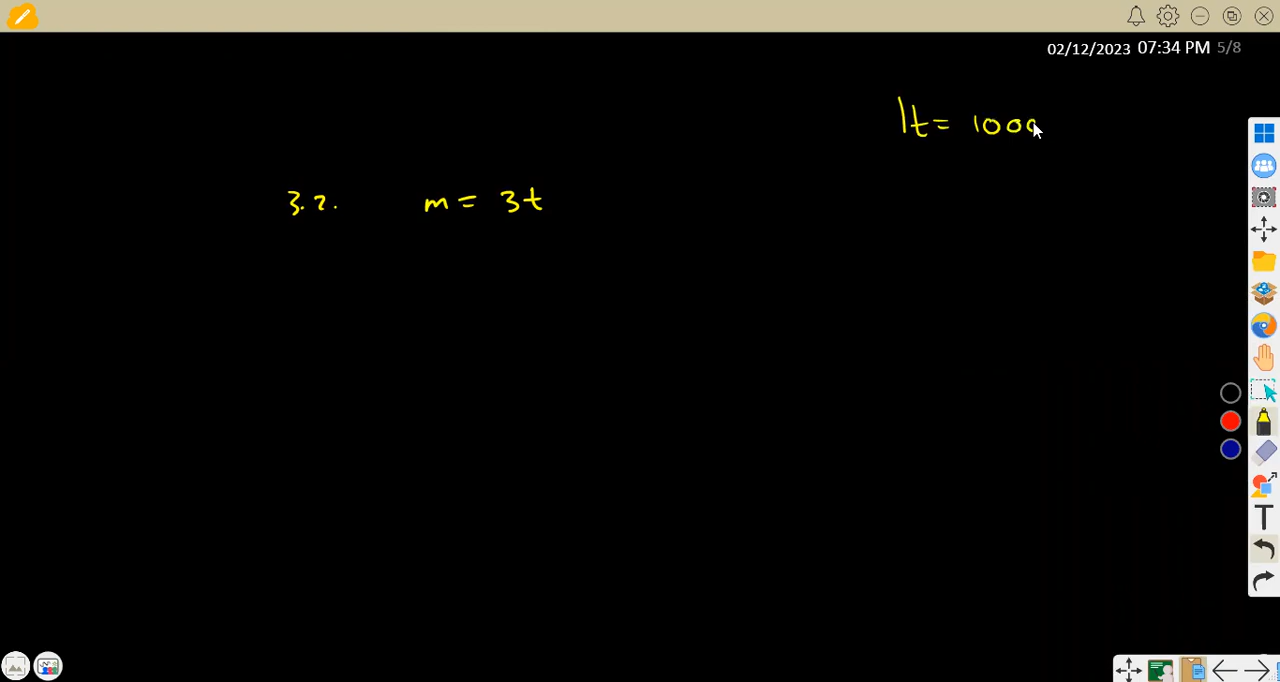 02/12/2023 07:34 PM 5/8
1t = 1000
3.2. m = 3t